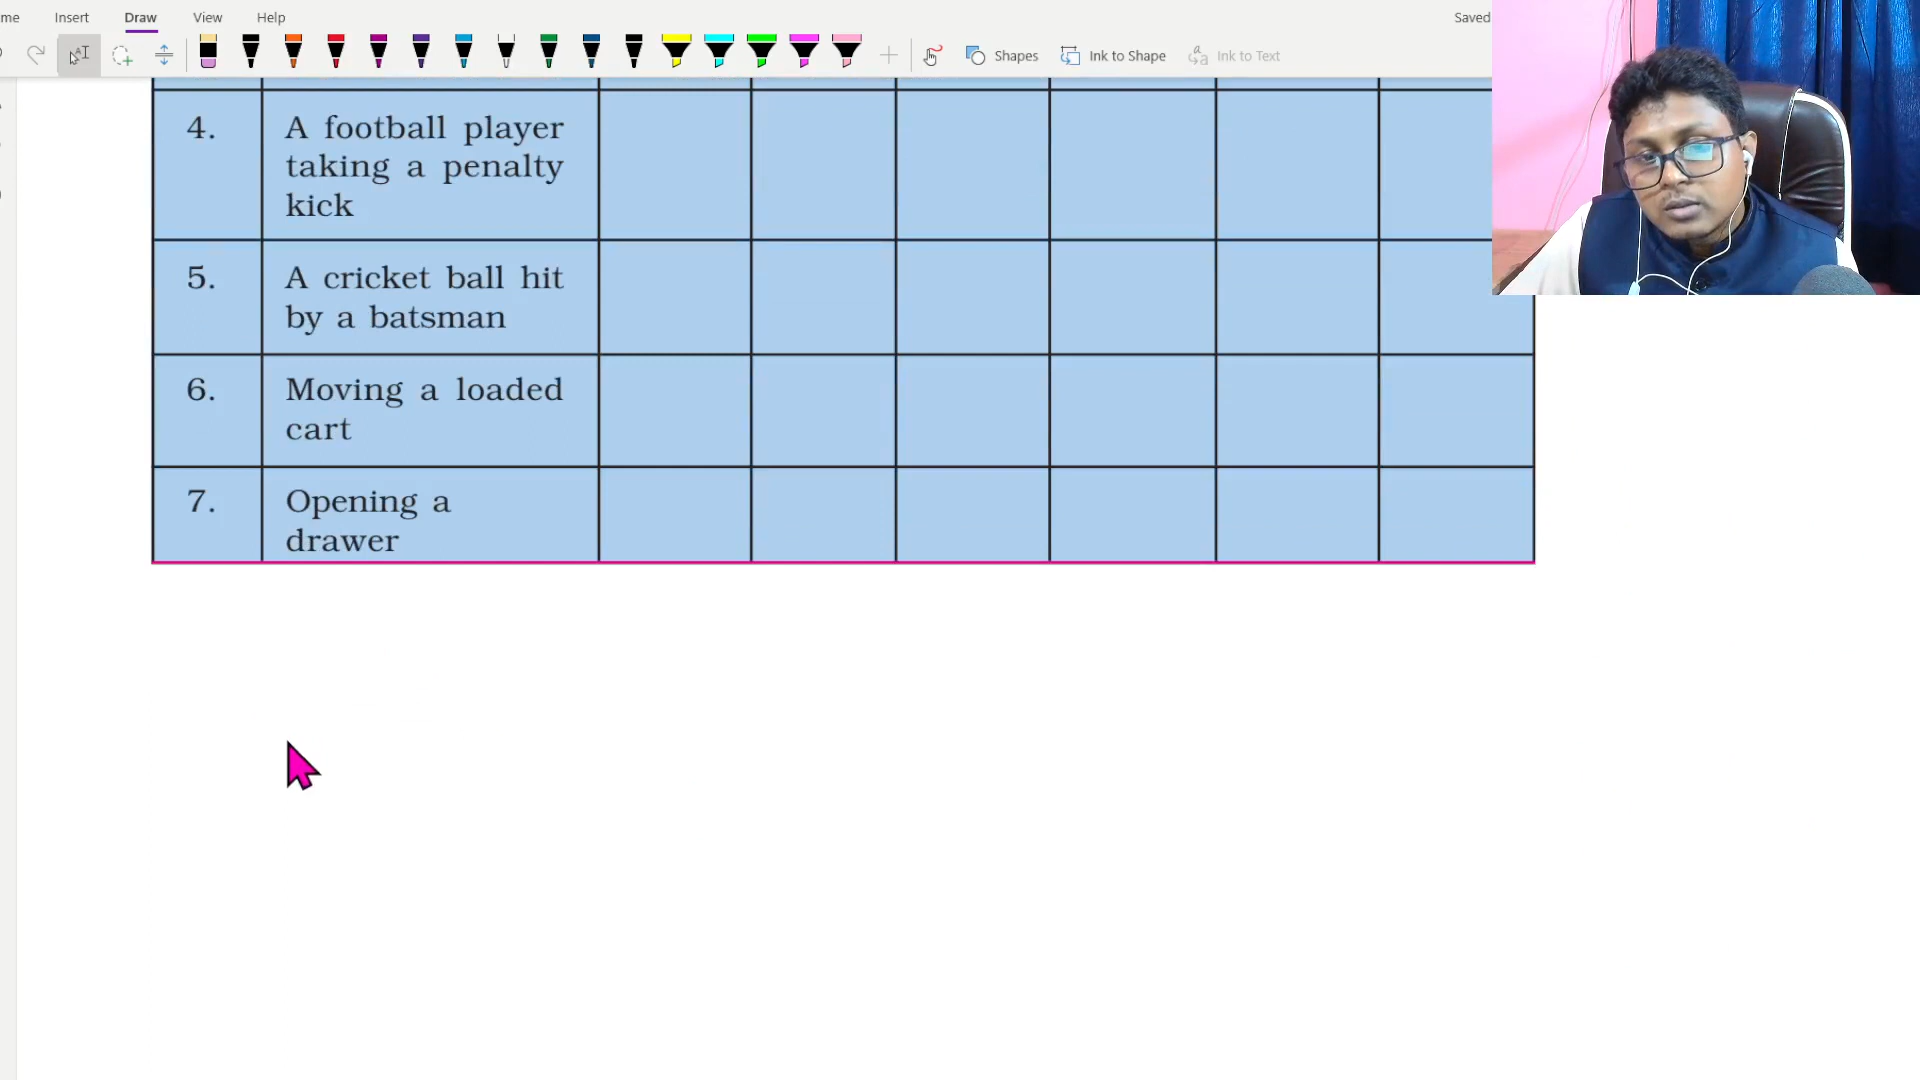 me Insert Draw View Help Saved
Shapes Ink to Shape Ink to Text
4. A football player
taking a penalty
kick
5. A cricket ball hit
by a batsman
6. Moving a loaded
cart
7. Opening a
drawer